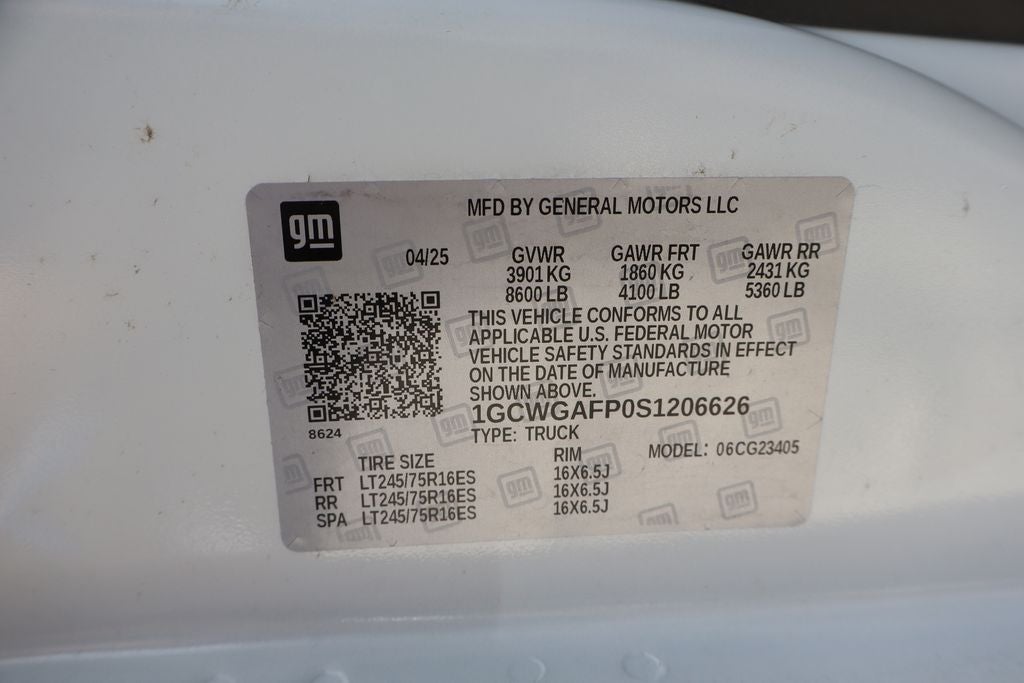 gm
MFD BY GENERAL MOTORS LLC
04/25
GVWR GAWR FRT GAWR RR
3901 KG 1860 KG 2431 KG
8600 LB 4100 LB 5360 LB
THIS VEHICLE CONFORMS TO ALL
APPLICABLE U.S. FEDERAL MOTOR
VEHICLE SAFETY STANDARDS IN EFFECT
ON THE DATE OF MANUFACTURE
SHOWN ABOVE.
1GCWGAFP0S1206626
8624
TYPE: TRUCK
MODEL: 06CG23405
TIRE SIZE RIM
FRT LT245/75R16ES 16X6.5J
RR LT245/75R16ES 16X6.5J
SPA LT245/75R16ES 16X6.5J